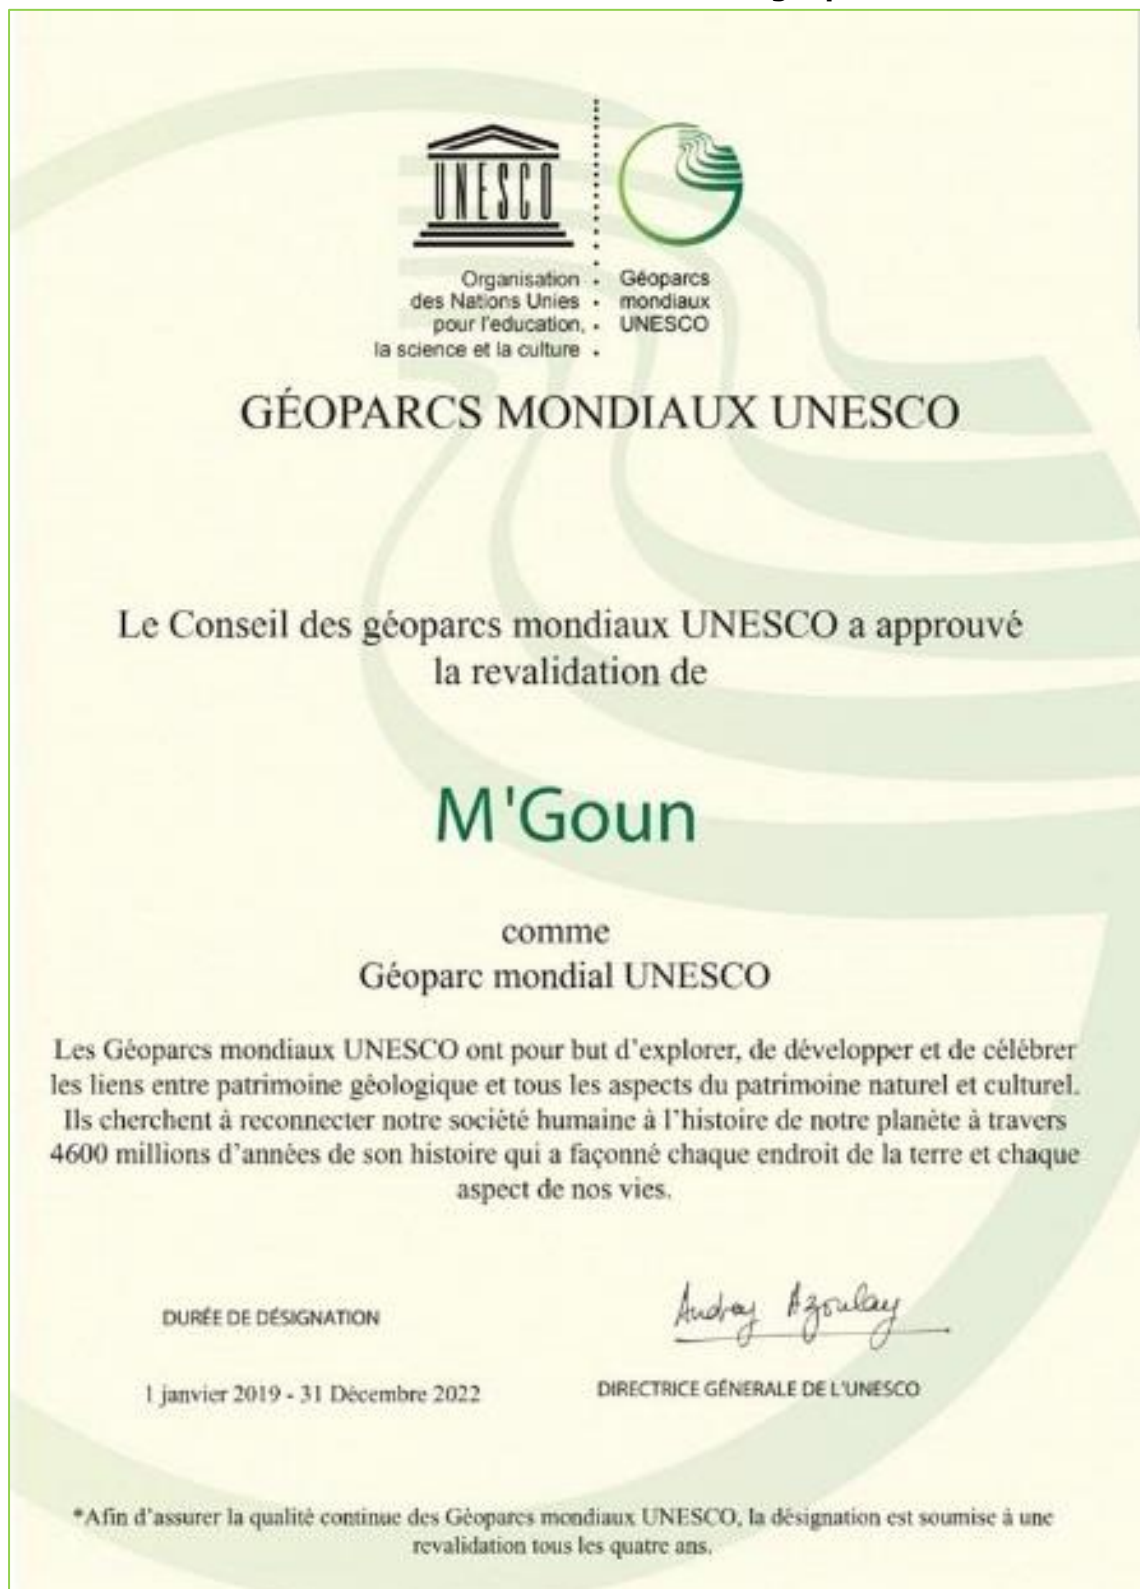 UNESCO
Organisation
des Nations Unies
pour l'education,
la science et la culture
Géoparcs
mondiaux
UNESCO
GÉOPARCS MONDIAUX UNESCO
Le Conseil des géoparcs mondiaux UNESCO a approuvé
la revalidation de
M'Goun
comme
Géoparc mondial UNESCO
Les Géoparcs mondiaux UNESCO ont pour but d'explorer, de développer et de célébrer
les liens entre patrimoine géologique et tous les aspects du patrimoine naturel et culturel.
Ils cherchent à reconnecter notre société humaine à l'histoire de notre planète à travers
4600 millions d'années de son histoire qui a façonné chaque endroit de la terre et chaque
aspect de nos vies.
Audrey Azoulay
DURÉE DE DÉSIGNATION
DIRECTRICE GÉNERALE DE L'UNESCO
1 janvier 2019 - 31 Décembre 2022
*Afin d'assurer la qualité continue des Géoparcs mondiaux UNESCO, la désignation est soumise à une
revalidation tous les quatre ans.